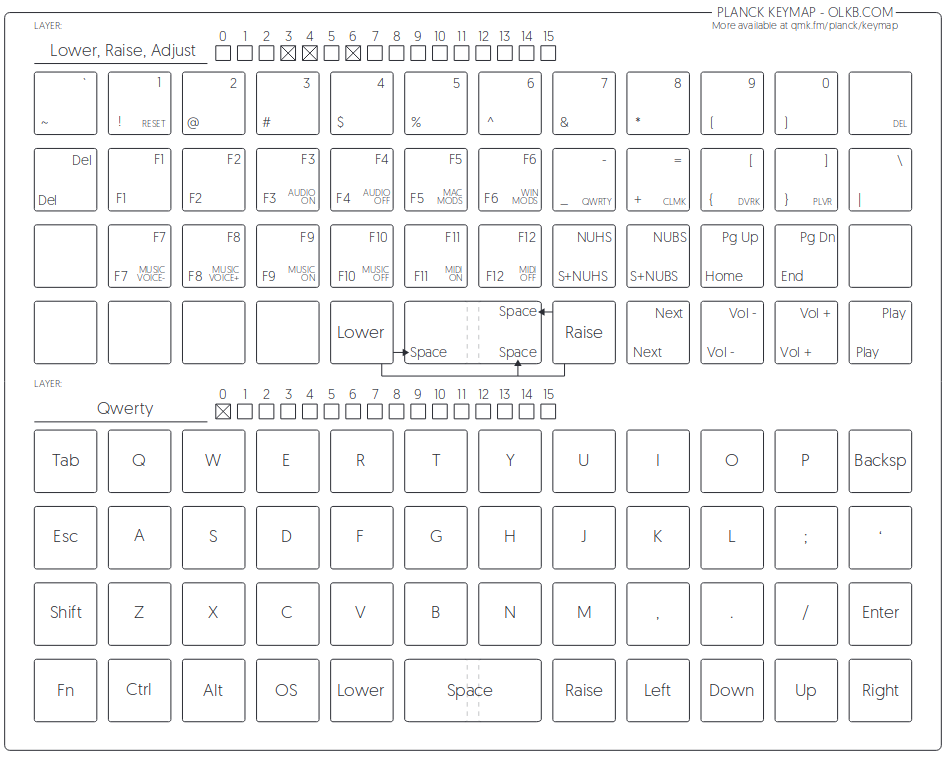 PLANCK KEYMAP - OLKB.COM
More available at qmk.fm/planck/keymap
LAYER:
0 1 2 3 4 5 6 7 8 9 10 11 12 13 14 15
Lower, Raise, Adjust
` 1 2 3 4 5 6 7 8 9 0
~ ! RESET @ # $ % ^ & * ( ) DEL
Del F1 F2 F3 F4 F5 F6 - = [ ] \
AUDIO AUDIO MAC WIN
Del F1 F2 F3 ON F4 OFF F5 MODS F6 MODS _ QWRTY + CLMK { DVRK } PLVR |
F7 F8 F9 F10 F11 F12 NUHS NUBS Pg Up Pg Dn
MUSIC MUSIC MUSIC MUSIC MIDI MIDI
F7 VOICE- F8 VOICE+ F9 ON F10 OFF F11 ON F12 OFF S+NUHS S+NUBS Home End
Space Next Vol - Vol + Play
Lower Raise
Space Space Next Vol - Vol + Play
LAYER:
0 1 2 3 4 5 6 7 8 9 10 11 12 13 14 15
Qwerty
Tab Q W E R T Y U I O P Backsp
Esc A S D F G H J K L ; ‘
Shift Z X C V B N M , . / Enter
Fn Ctrl Alt OS Lower Space Raise Left Down Up Right